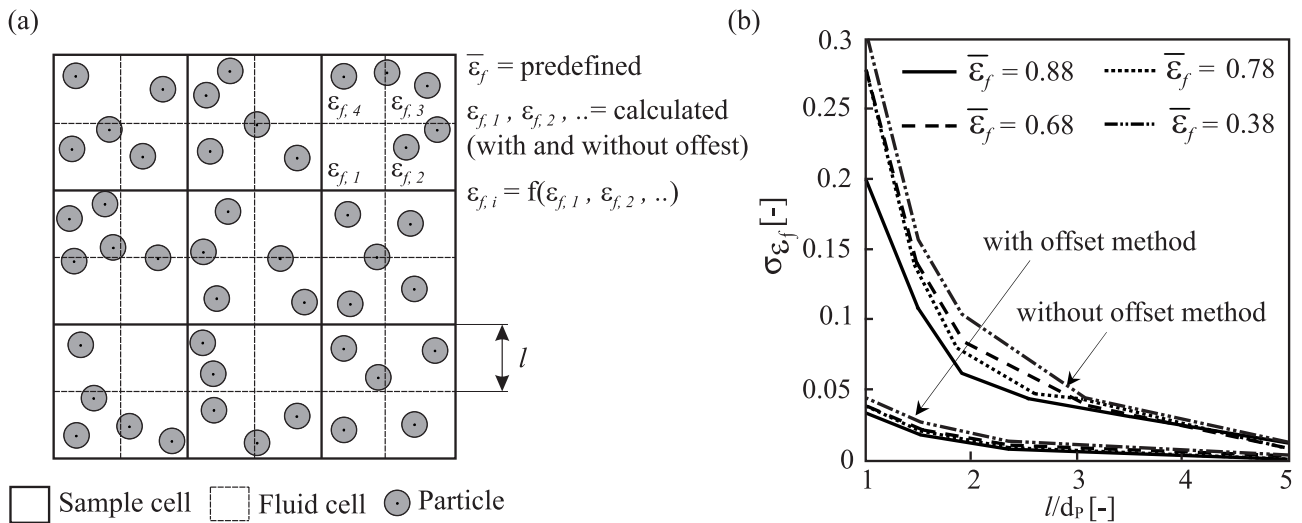 (a)
ε̅f = predefined
εf,1 , εf,2 , ..= calculated
(with and without offest)
εf,i = f(εf,1 , εf,2 , ..)
εf,4 εf,3
εf,1 εf,2
l
Sample cell Fluid cell Particle
(b)
0.3
0.25
0.2
0.15
0.1
0.05
0
σεf [-]
ε̅f = 0.88 ε̅f = 0.78
ε̅f = 0.68 ε̅f = 0.38
with offset method
without offset method
1 2 3 4 5
l/dP [-]